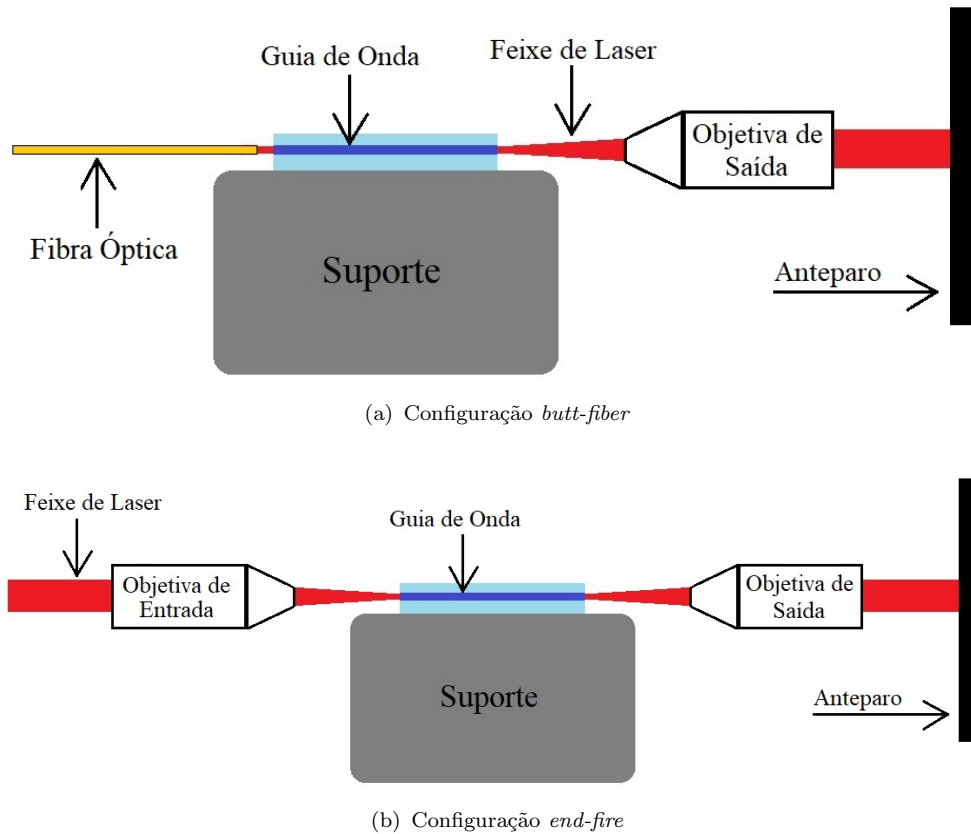 Guia de Onda
Feixe de Laser
Objetiva de
Saída
Fibra Óptica
Suporte
Anteparo
(a) Configuração butt-fiber
Feixe de Laser
Guia de Onda
Objetiva de
Entrada
Objetiva de
Saída
Suporte
Anteparo
(b) Configuração end-fire